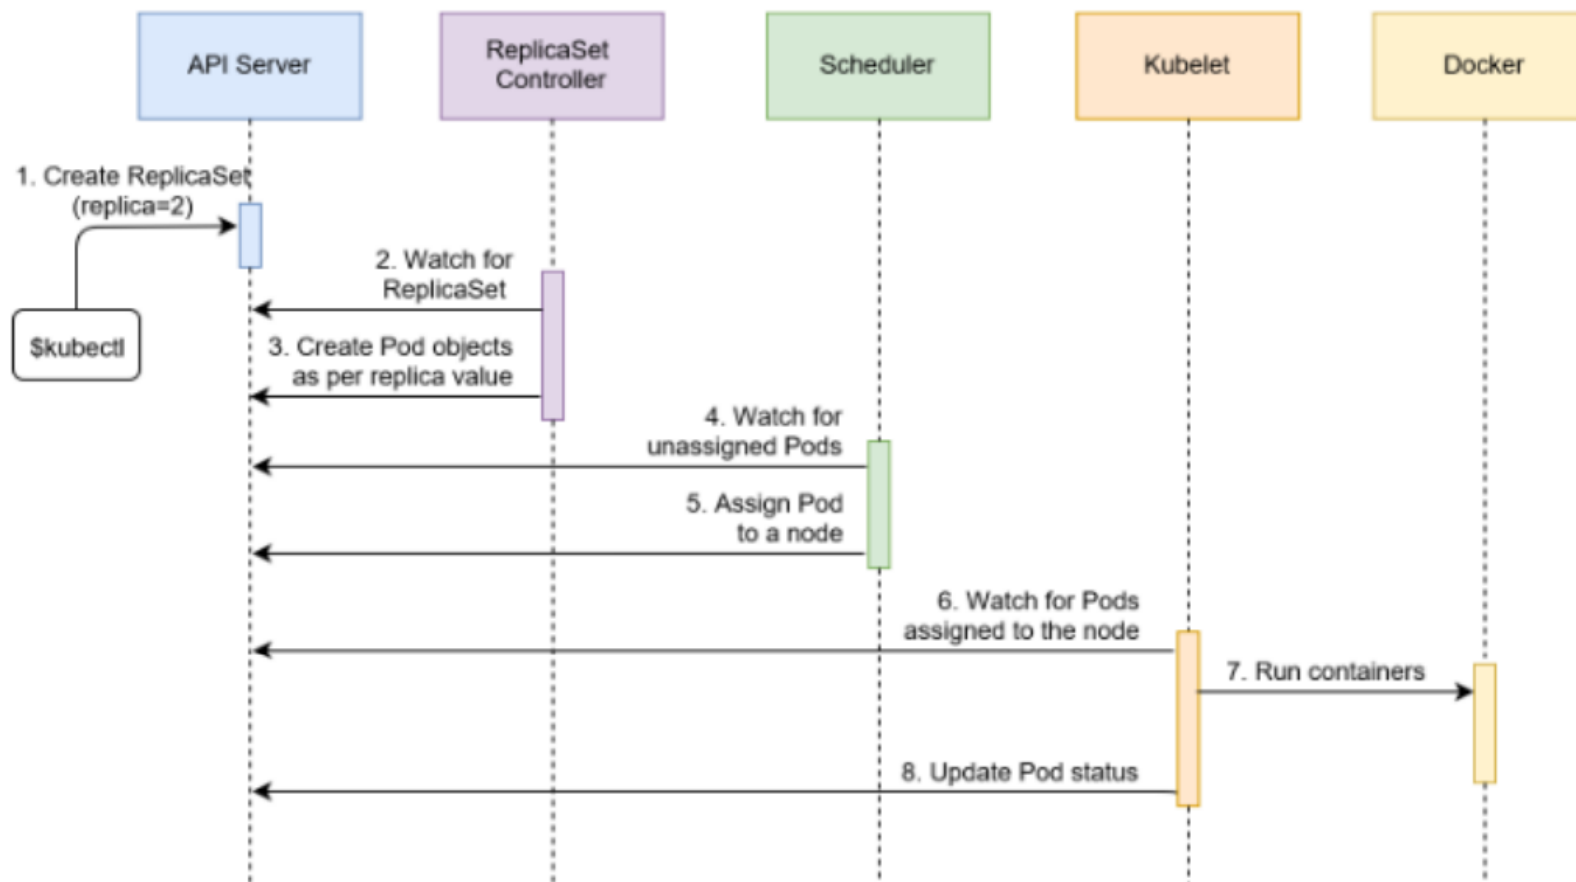 API Server
ReplicaSet
Controller
Scheduler
Kubelet
Docker
1. Create ReplicaSet
(replica=2)
$kubectl
2. Watch for
ReplicaSet
3. Create Pod objects
as per replica value
4. Watch for
unassigned Pods
5. Assign Pod
to a node
6. Watch for Pods
assigned to the node
7. Run containers
8. Update Pod status